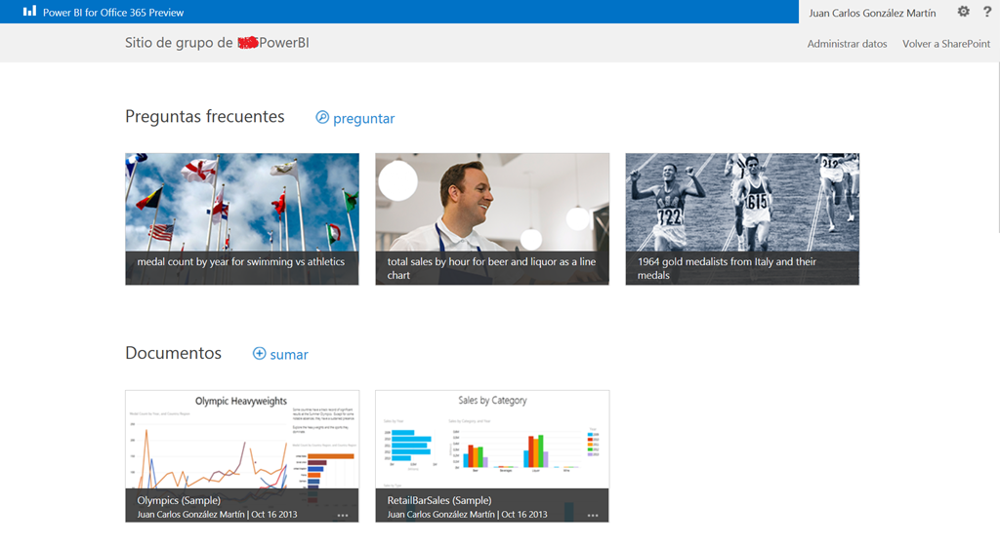 Power BI for Office 365 Preview
Juan Carlos González Martín
?
Sitio de grupo de PowerBI
Administrar datos
Volver a SharePoint
Preguntas frecuentes
preguntar
medal count by year for swimming vs athletics
total sales by hour for beer and liquor as a line
chart
722
615
1964 gold medalists from Italy and their
medals
Documentos
sumar
Olympic Heavyweights
Sales by Category
Olympics (Sample)
Juan Carlos González Martín | Oct 16 2013
RetailBarSales (Sample)
Juan Carlos González Martín | Oct 16 2013